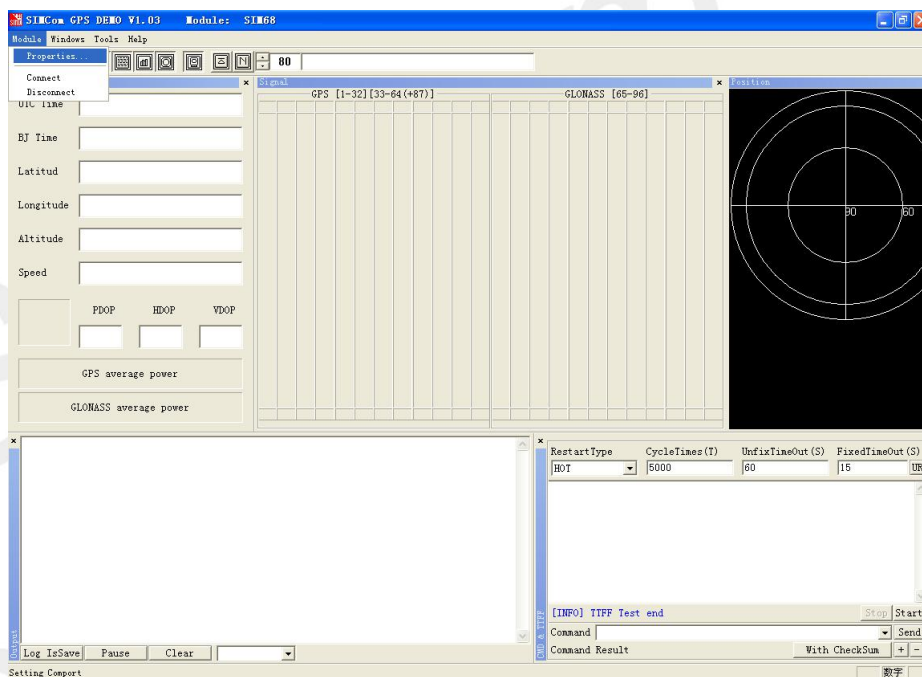 SIMCom GPS DEMO V1.03 Module: SIM68
Module Windows Tools Help
Properties...
Connect
Disconnect
80
UTC Time
BJ Time
Latitud
Longitude
Altitude
Speed
PDOP HDOP VDOP
GPS average power
GLONASS average power
Signal
GPS [1-32][33-64(+87)]
GLONASS [65-96]
Position
90 60
Output
Log IsSave Pause Clear
CMD & TTFF
RestartType CycleTimes(T) UnfixTimeOut(S) FixedTimeOut(S)
HOT 5000 60 15 UR
[INFO] TTFF Test end
Stop Start
Command Send
Command Result With CheckSum + -
Setting Comport
数字